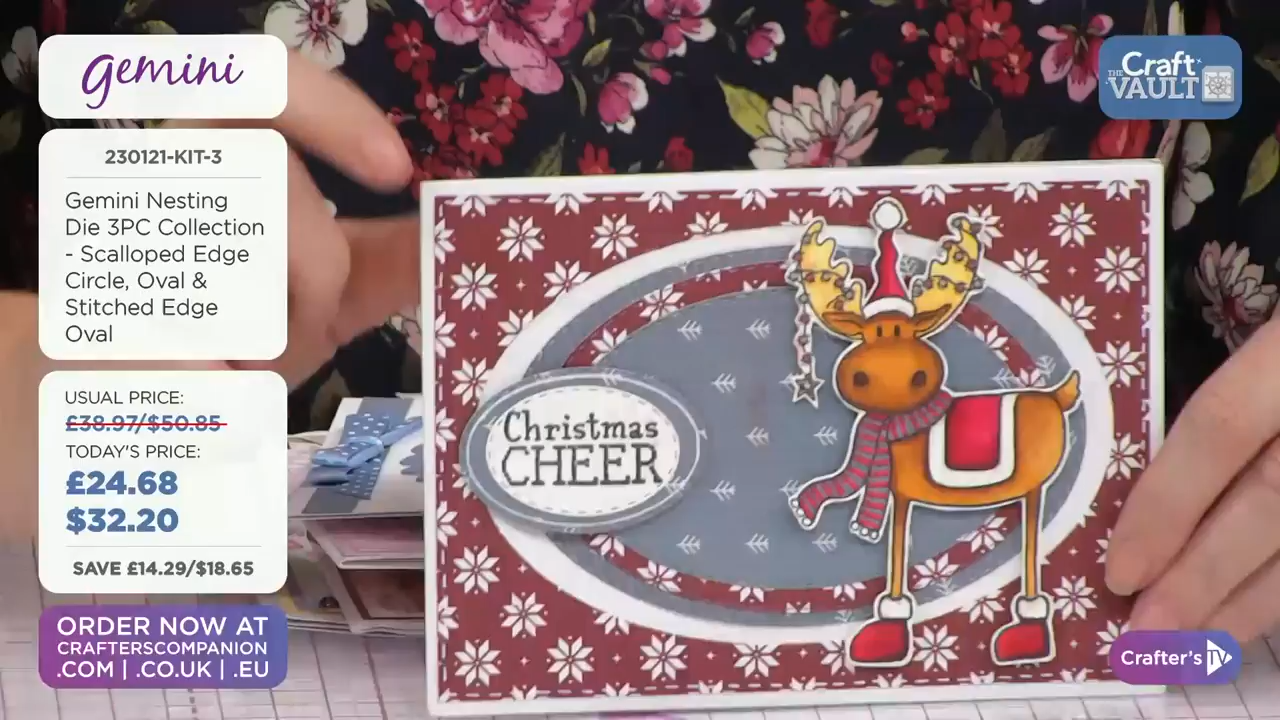 gemini
230121-KIT-3
Gemini Nesting
Die 3PC Collection
- Scalloped Edge
Circle, Oval &
Stitched Edge
Oval
USUAL PRICE:
£38.97/$50.85
TODAY'S PRICE:
£24.68
$32.20
SAVE £14.29/$18.65
ORDER NOW AT
CRAFTERSCOMPANION
.COM | .CO.UK | .EU
THE Craft
VAULT
Christmas
CHEER
Crafter's TV